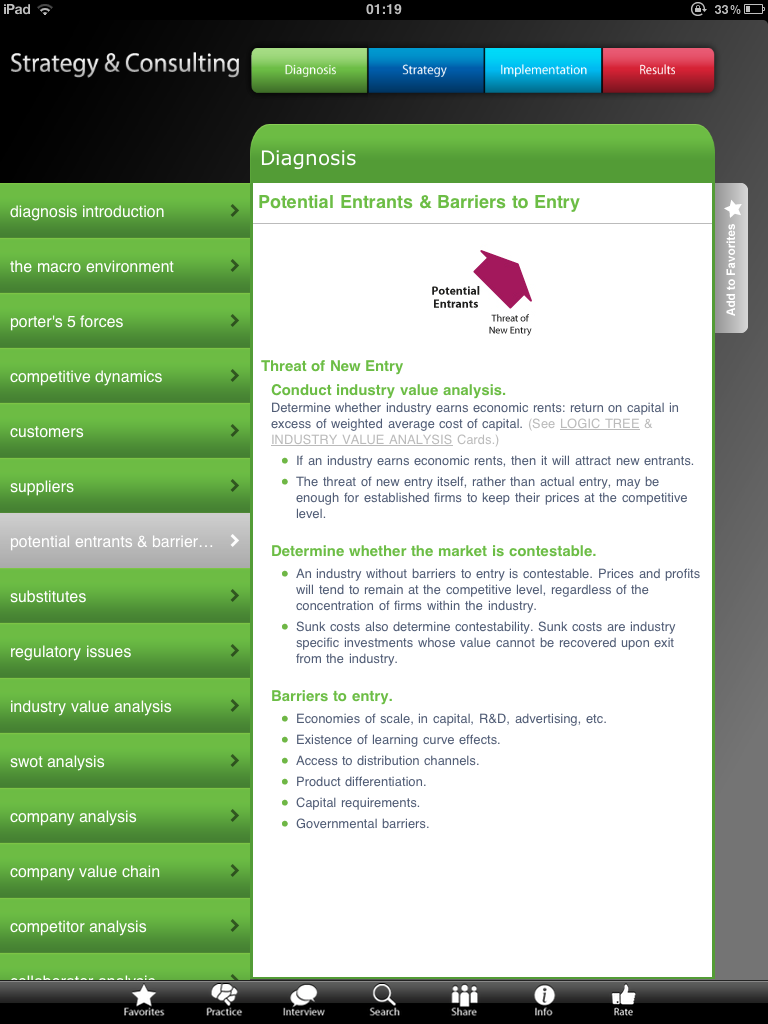 iPad
01:19
33%
Strategy & Consulting
Diagnosis
Strategy
Implementation
Results
Diagnosis
diagnosis introduction
the macro environment
porter's 5 forces
competitive dynamics
customers
suppliers
potential entrants & barrier...
substitutes
regulatory issues
industry value analysis
swot analysis
company analysis
company value chain
competitor analysis
collaborator analysis
Potential Entrants & Barriers to Entry
Add to Favorites
Potential
Entrants
Threat of
New Entry
Threat of New Entry
Conduct industry value analysis.
Determine whether industry earns economic rents: return on capital in
excess of weighted average cost of capital. (See LOGIC TREE &
INDUSTRY VALUE ANALYSIS Cards.)
If an industry earns economic rents, then it will attract new entrants.
The threat of new entry itself, rather than actual entry, may be
enough for established firms to keep their prices at the competitive
level.
Determine whether the market is contestable.
An industry without barriers to entry is contestable. Prices and profits
will tend to remain at the competitive level, regardless of the
concentration of firms within the industry.
Sunk costs also determine contestability. Sunk costs are industry
specific investments whose value cannot be recovered upon exit
from the industry.
Barriers to entry.
Economies of scale, in capital, R&D, advertising, etc.
Existence of learning curve effects.
Access to distribution channels.
Product differentiation.
Capital requirements.
Governmental barriers.
Favorites
Practice
Interview
Search
Share
Info
Rate